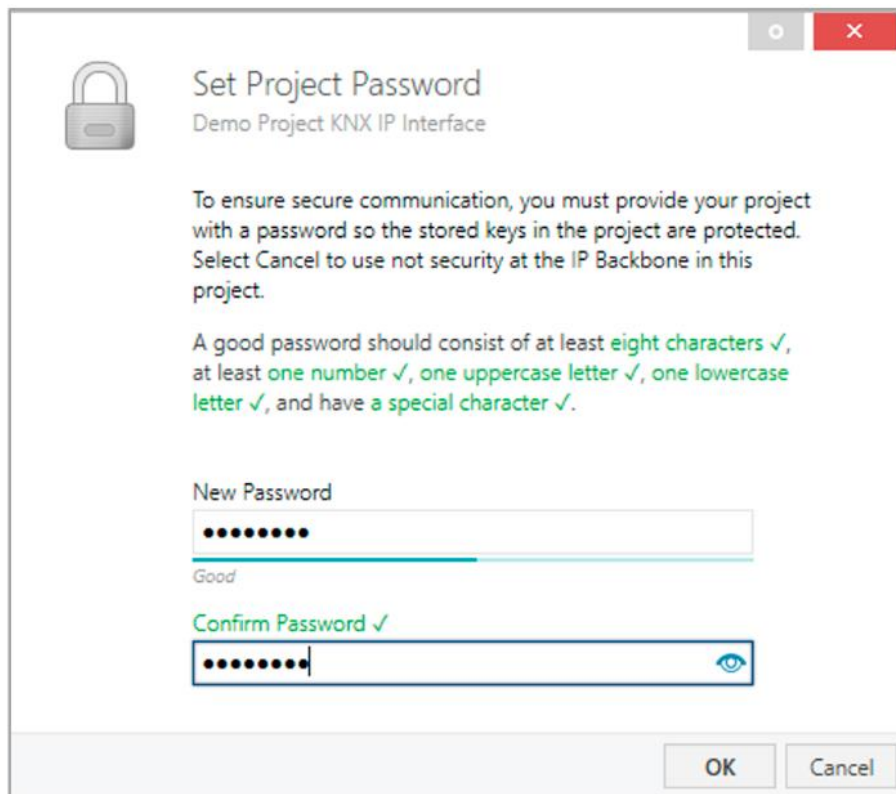 Set Project Password
Demo Project KNX IP Interface
To ensure secure communication, you must provide your project
with a password so the stored keys in the project are protected.
Select Cancel to use not security at the IP Backbone in this
project.
A good password should consist of at least eight characters ✓,
at least one number ✓, one uppercase letter ✓, one lowercase
letter ✓, and have a special character ✓.
New Password
●●●●●●●●
Good
Confirm Password ✓
●●●●●●●●
OK Cancel